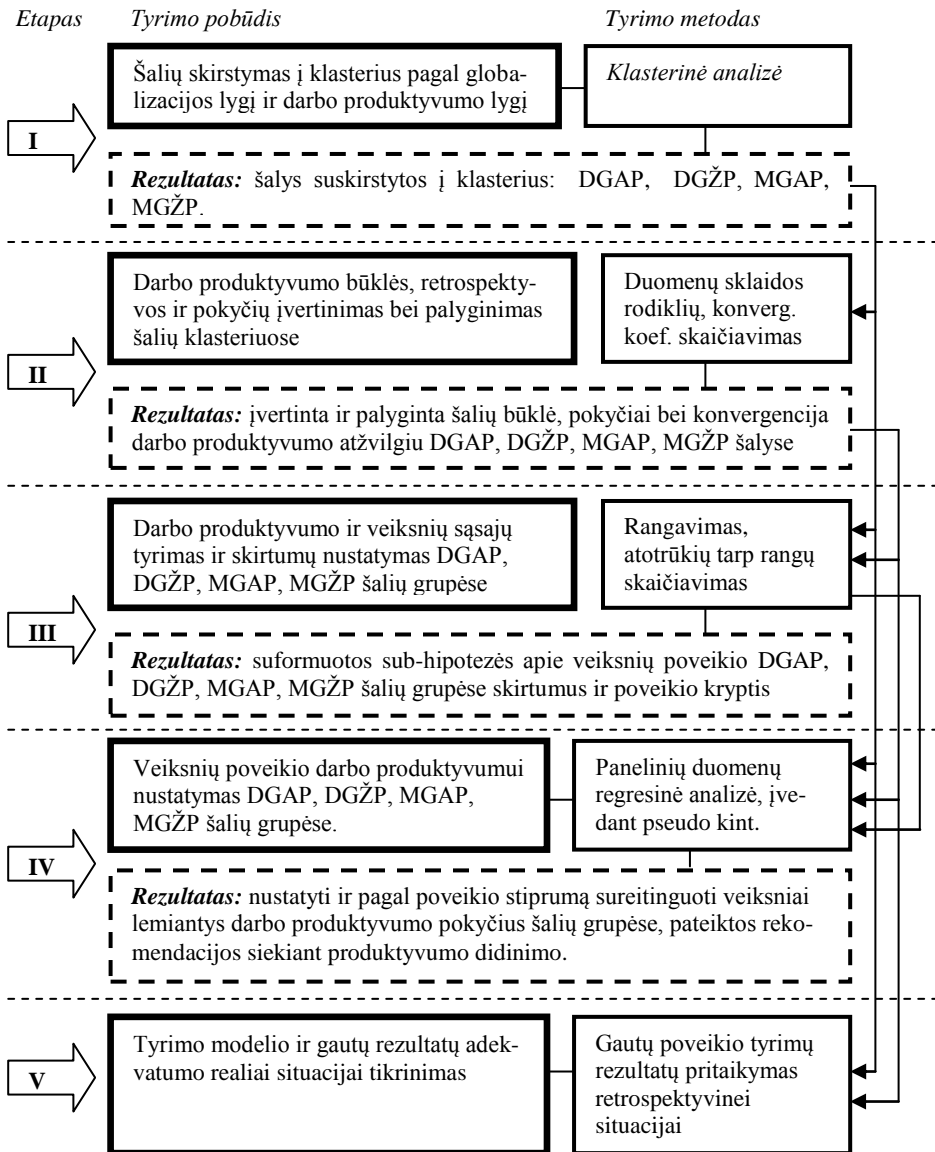 Etapas Tyrimo pobūdis Tyrimo metodas
Šalių skirstymas į klasterius pagal globa-
lizacijos lygį ir darbo produktyvumo lygį
Klasterinė analizė
I
Rezultatas: šalys suskirstytos į klasterius: DGAP, DGŽP, MGAP,
MGŽP.
Darbo produktyvumo būklės, retrospekty-
vos ir pokyčių įvertinimas bei palyginimas
šalių klasteriuose
Duomenų sklaidos
rodiklių, konverg.
koef. skaičiavimas
II
Rezultatas: įvertinta ir palyginta šalių būklė, pokyčiai bei konvergencija
darbo produktyvumo atžvilgiu DGAP, DGŽP, MGAP, MGŽP šalyse
Darbo produktyvumo ir veiksnių sąsajų
tyrimas ir skirtumų nustatymas DGAP,
DGŽP, MGAP, MGŽP šalių grupėse
Rangavimas,
atotrūkių tarp rangų
skaičiavimas
III
Rezultatas: suformuotos sub-hipotezės apie veiksnių poveikio DGAP,
DGŽP, MGAP, MGŽP šalių grupėse skirtumus ir poveikio kryptis
Veiksnių poveikio darbo produktyvumui
nustatymas DGAP, DGŽP, MGAP,
MGŽP šalių grupėse.
Panelinių duomenų
regresinė analizė, įve-
dant pseudo kint.
IV
Rezultatas: nustatyti ir pagal poveikio stiprumą sureitinguoti veiksniai
lemiantys darbo produktyvumo pokyčius šalių grupėse, pateiktos reko-
mendacijos siekiant produktyvumo didinimo.
Tyrimo modelio ir gautų rezultatų adek-
vatumo realiai situacijai tikrinimas
Gautų poveikio tyrimų
rezultatų pritaikymas
retrospektyvinei
situacijai
V